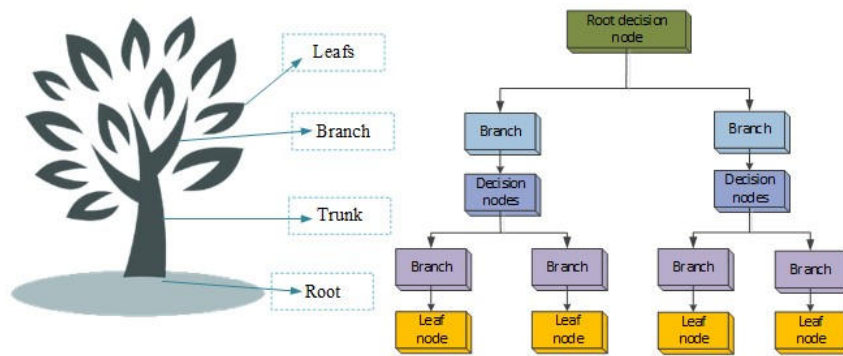 Leafs
Branch
Trunk
Root
Root decision
node
Branch
Branch
Decision
nodes
Decision
nodes
Branch
Branch
Branch
Branch
Leaf
node
Leaf
node
Leaf
node
Leaf
node